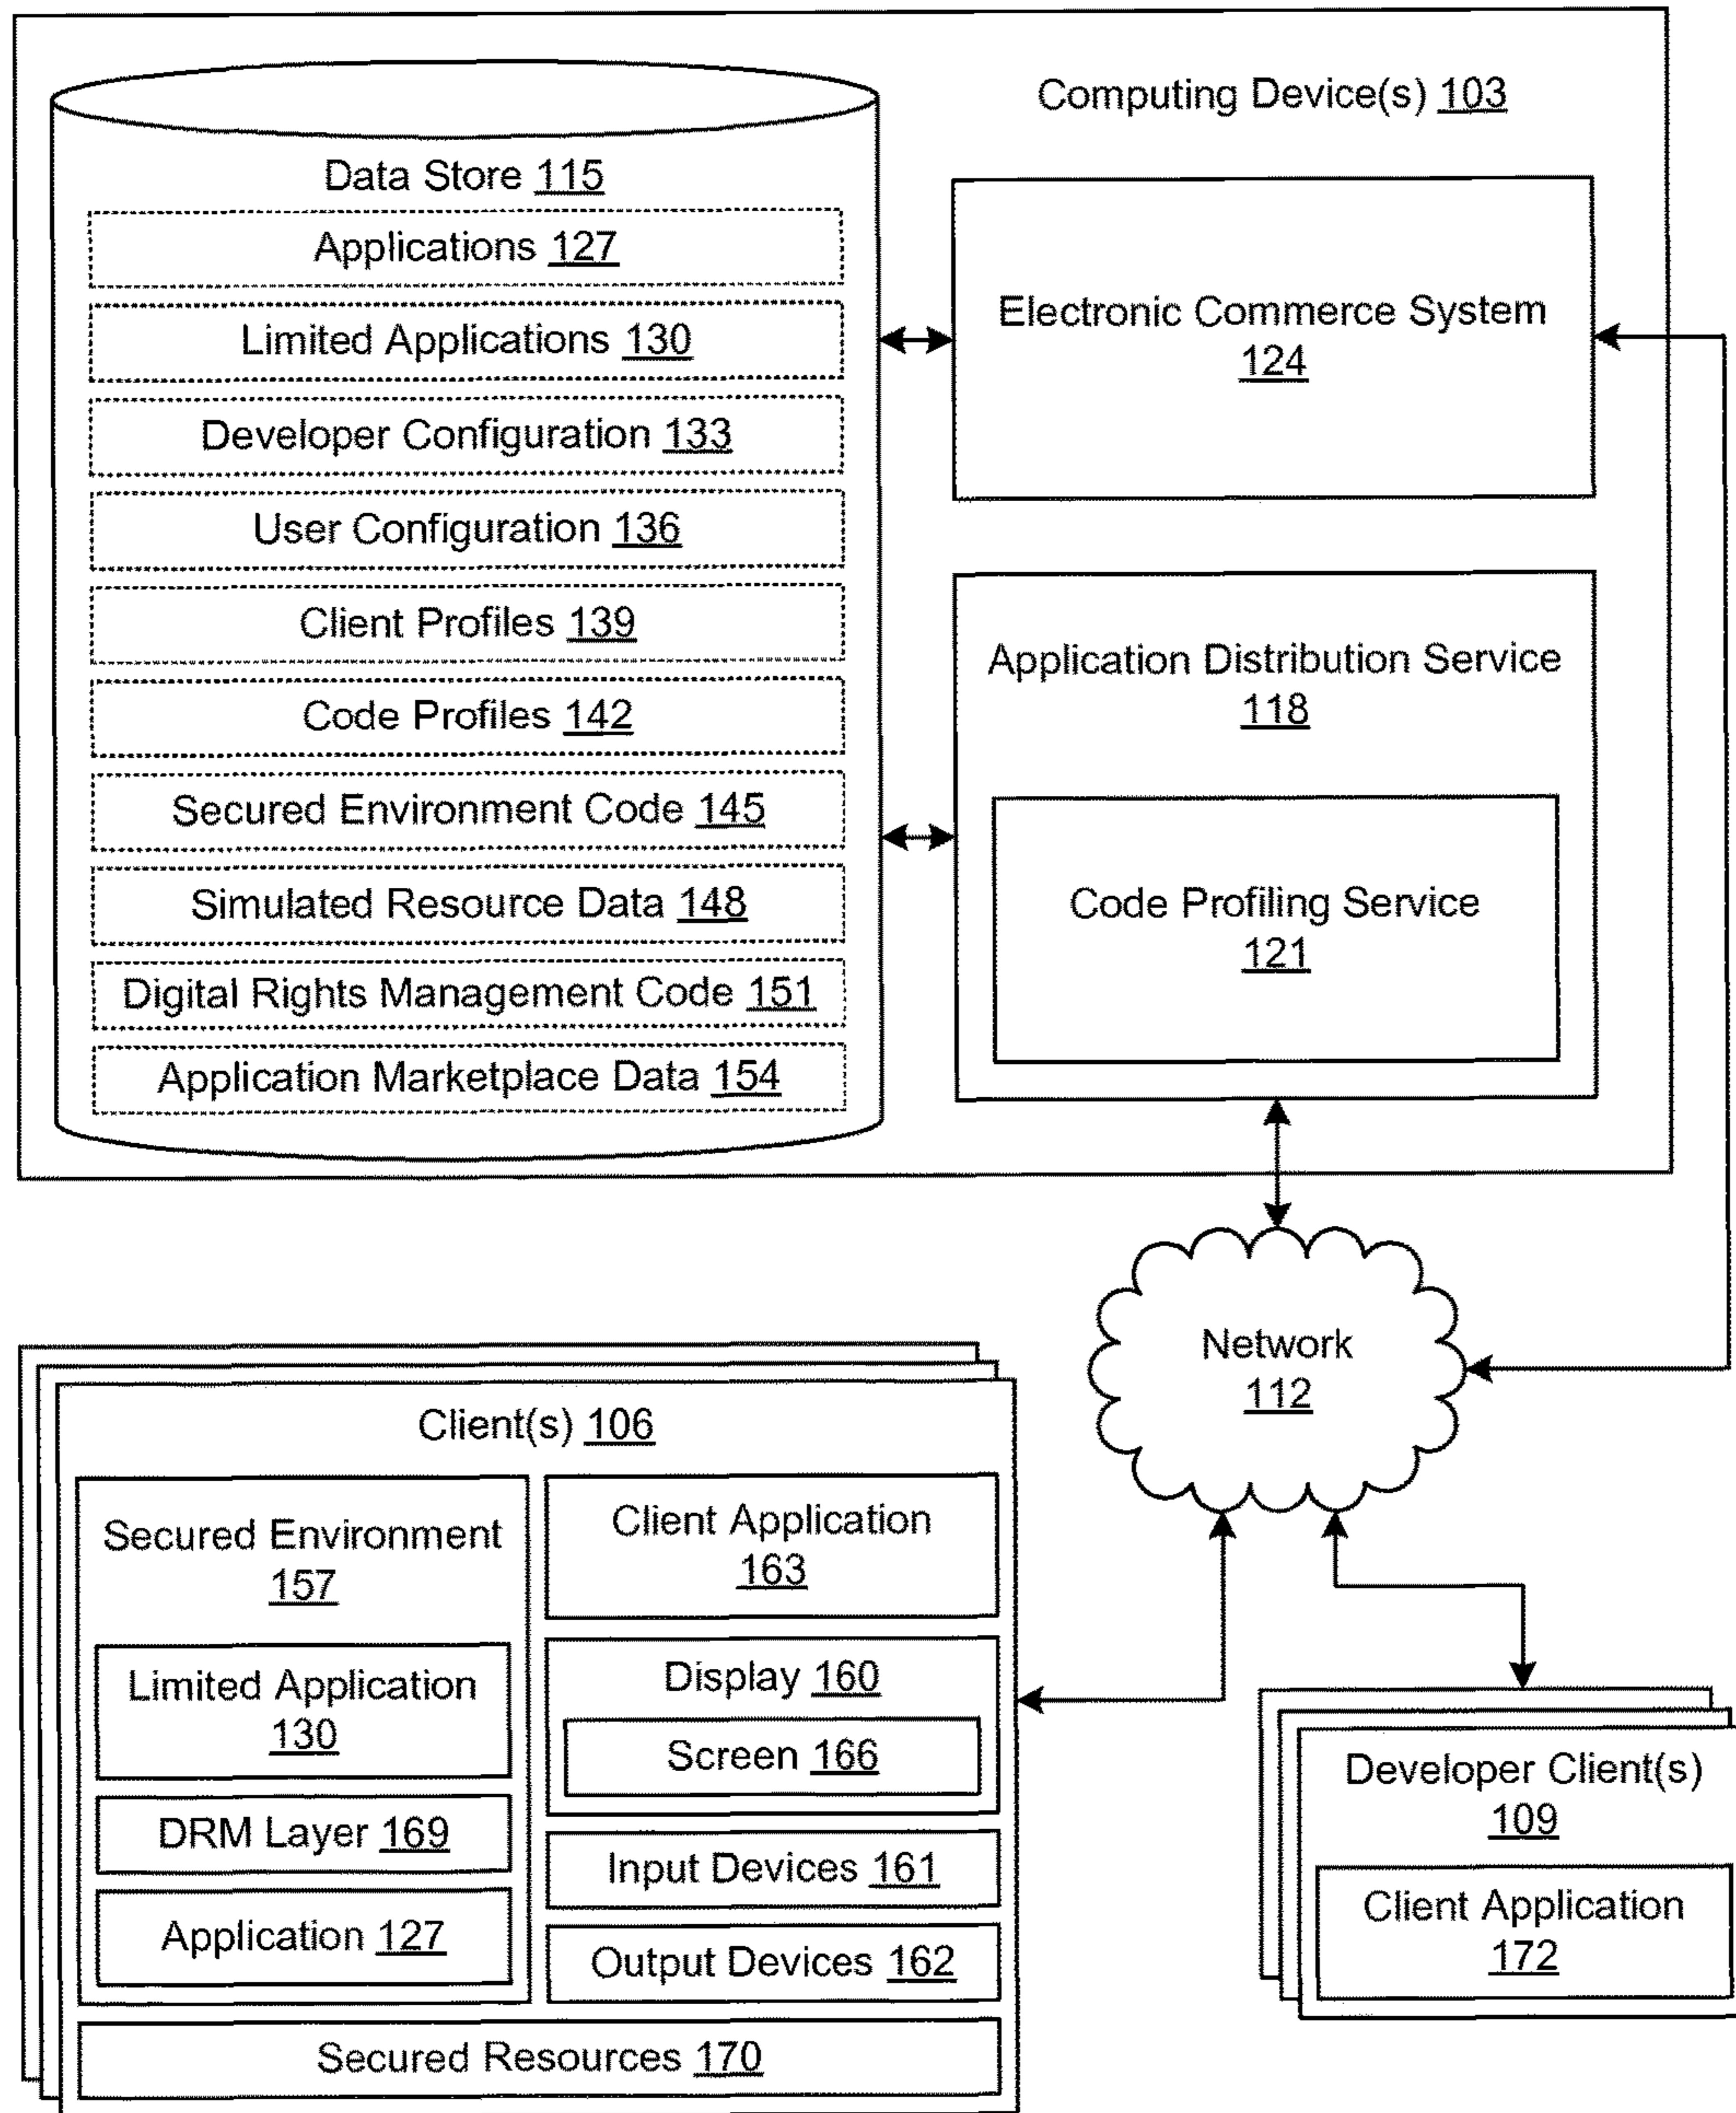 Computing Device(s) 103
Data Store 115
Applications 127
Limited Applications 130
Developer Configuration 133
User Configuration 136
Client Profiles 139
Code Profiles 142
Secured Environment Code 145
Simulated Resource Data 148
Digital Rights Management Code 151
Application Marketplace Data 154
Electronic Commerce System
124
Application Distribution Service
118
Code Profiling Service
121
Network
112
Client(s) 106
Secured Environment
157
Limited Application
130
DRM Layer 169
Application 127
Client Application
163
Display 160
Screen 166
Input Devices 161
Output Devices 162
Secured Resources 170
Developer Client(s)
109
Client Application
172